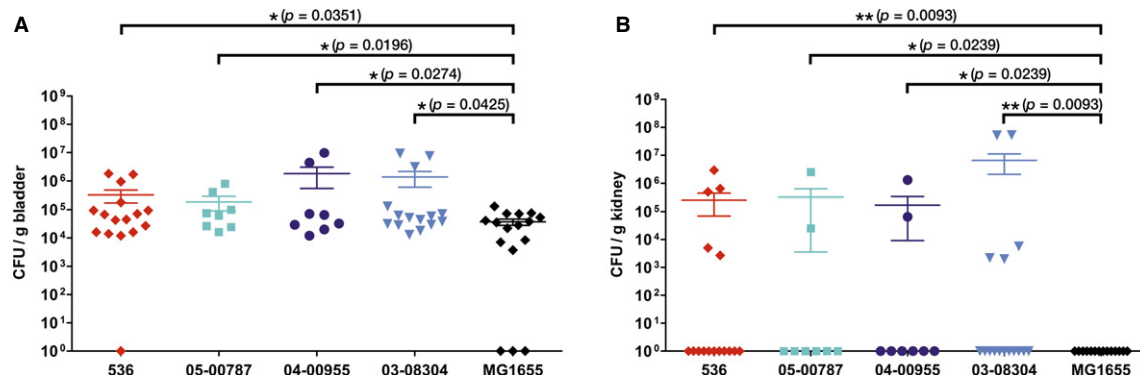 A
* (p = 0.0351)
* (p = 0.0196)
* (p = 0.0274)
* (p = 0.0425)
CFU / g bladder
10⁹
10⁸
10⁷
10⁶
10⁵
10⁴
10³
10²
10¹
10⁰
536 05-00787 04-00955 03-08304 MG1655
B
** (p = 0.0093)
* (p = 0.0239)
* (p = 0.0239)
** (p = 0.0093)
CFU / g kidney
10⁹
10⁸
10⁷
10⁶
10⁵
10⁴
10³
10²
10¹
10⁰
536 05-00787 04-00955 03-08304 MG1655